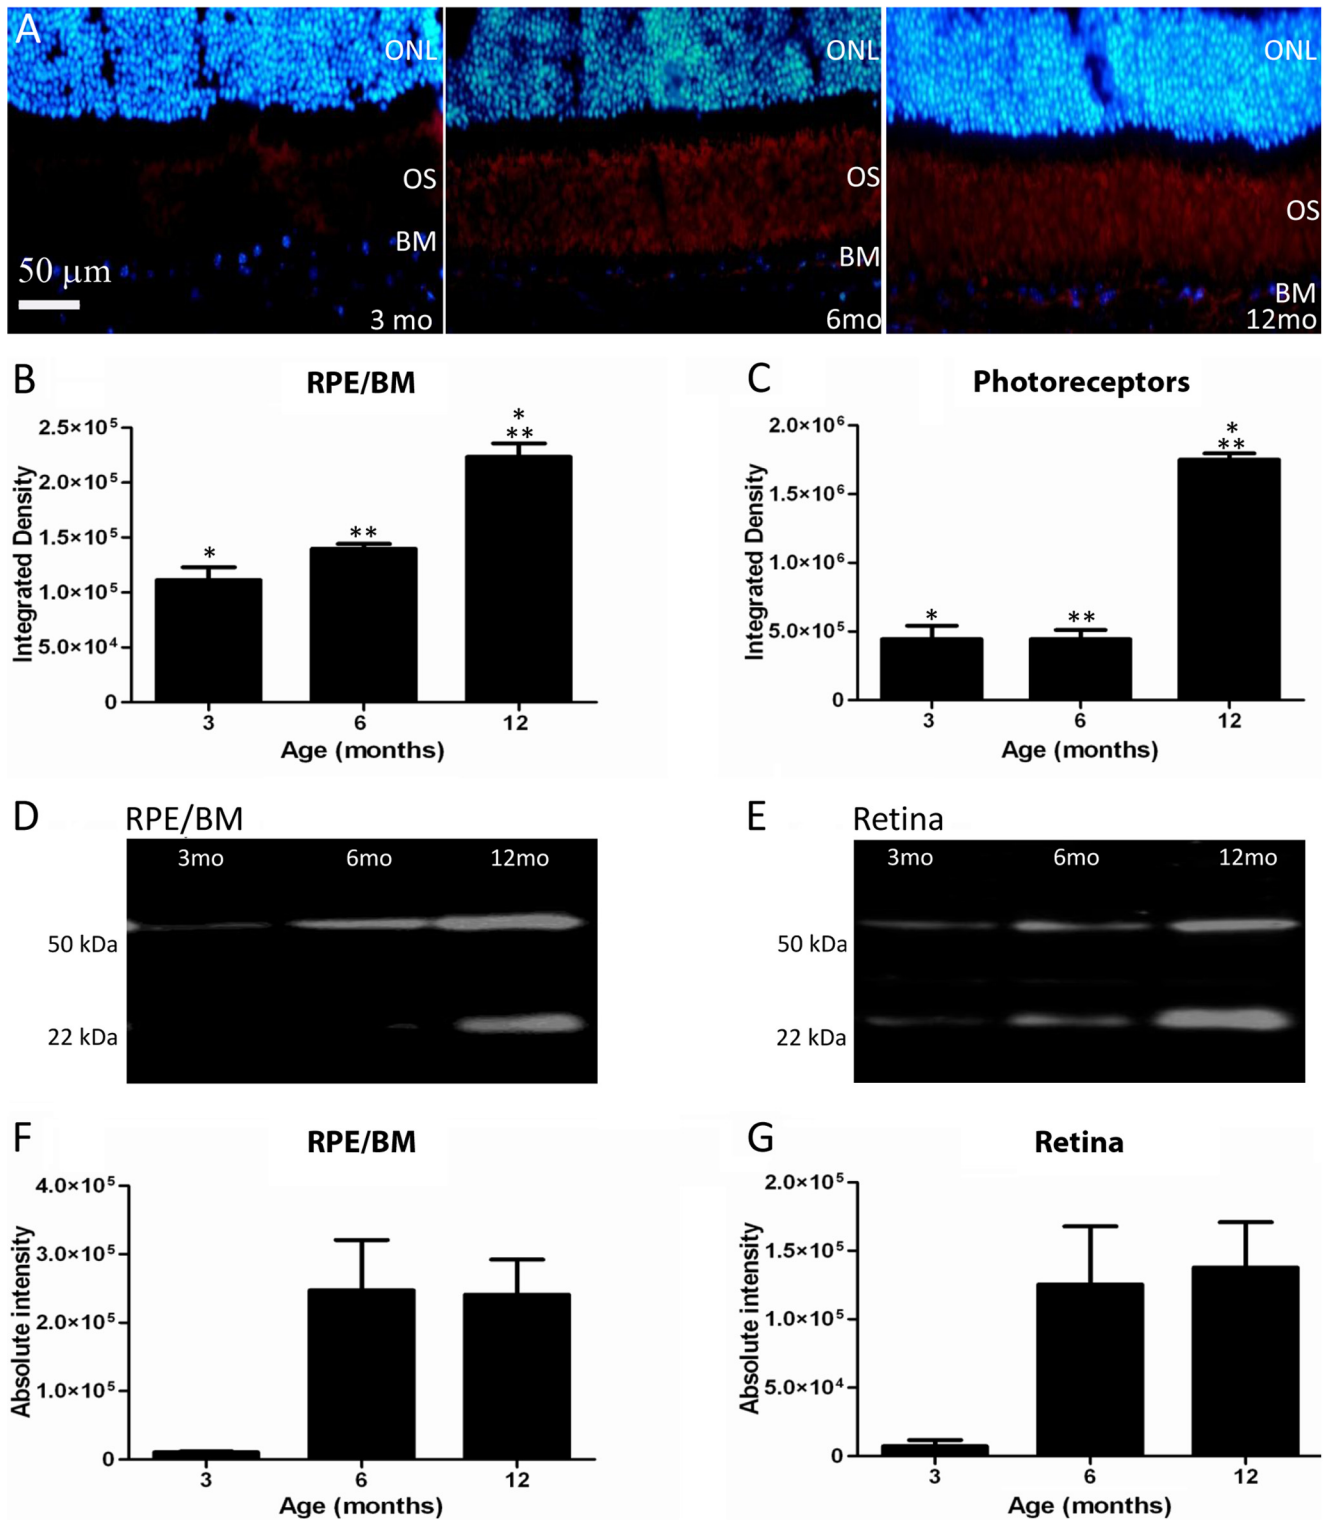 A
ONL
OS
BM
50 µm
3 mo
ONL
OS
BM
6mo
ONL
OS
BM
12mo
B
RPE/BM
Integrated Density
2.5×10⁵
2.0×10⁵
1.5×10⁵
1.0×10⁵
5.0×10⁴
0
*
**
*
**
3 6 12
Age (months)
C
Photoreceptors
Integrated Density
2.0×10⁶
1.5×10⁶
1.0×10⁶
5.0×10⁵
0
*
**
*
**
3 6 12
Age (months)
D
RPE/BM
3mo 6mo 12mo
50 kDa
22 kDa
E
Retina
3mo 6mo 12mo
50 kDa
22 kDa
F
RPE/BM
Absolute intensity
4.0×10⁵
3.0×10⁵
2.0×10⁵
1.0×10⁵
0
3 6 12
Age (months)
G
Retina
Absolute intensity
2.0×10⁵
1.5×10⁵
1.0×10⁵
5.0×10⁴
0
3 6 12
Age (months)